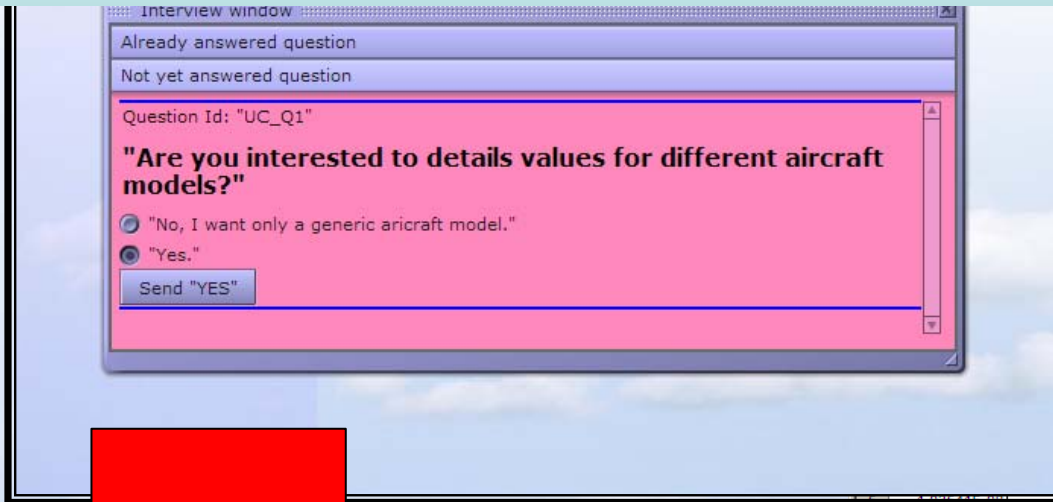 Interview window
Already answered question
Not yet answered question
Question Id: "UC_Q1"
"Are you interested to details values for different aircraft
models?"
"No, I want only a generic aricraft model."
"Yes."
Send "YES"